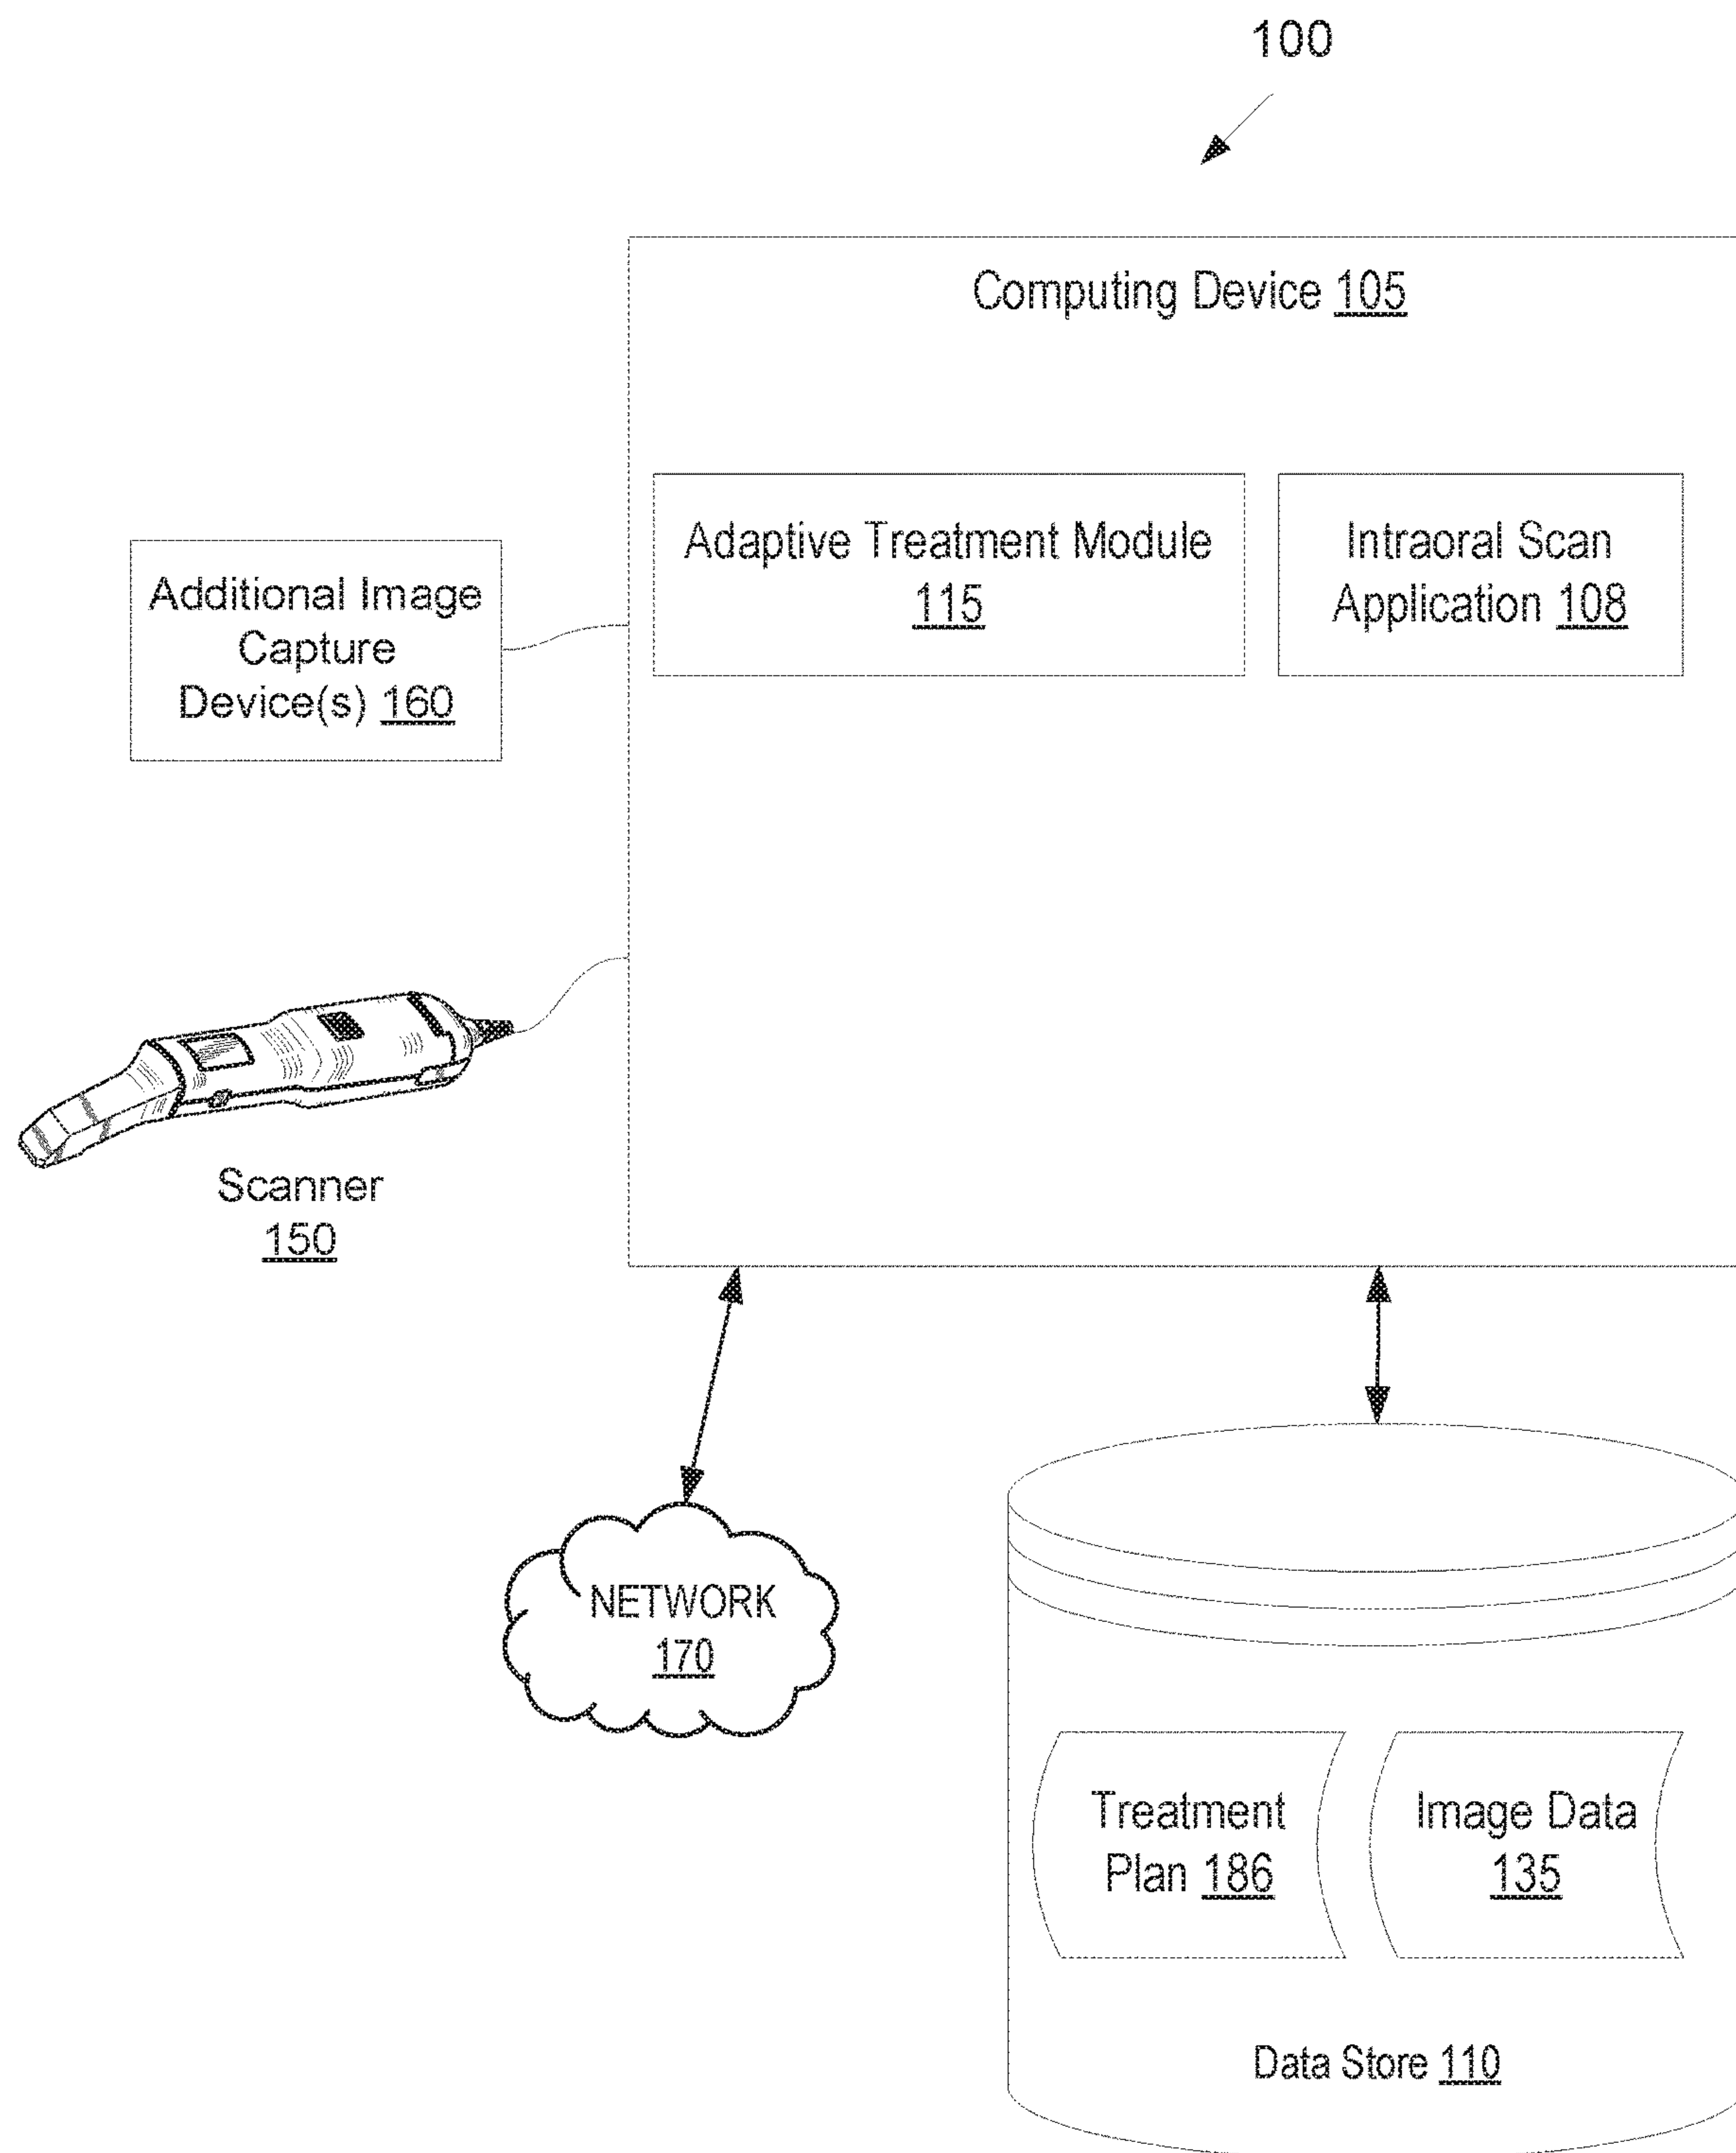 100
Computing Device 105
Adaptive Treatment Module
115
Intraoral Scan
Application 108
Additional Image
Capture
Device(s) 160
Scanner
150
NETWORK
170
Treatment
Plan 186
Image Data
135
Data Store 110